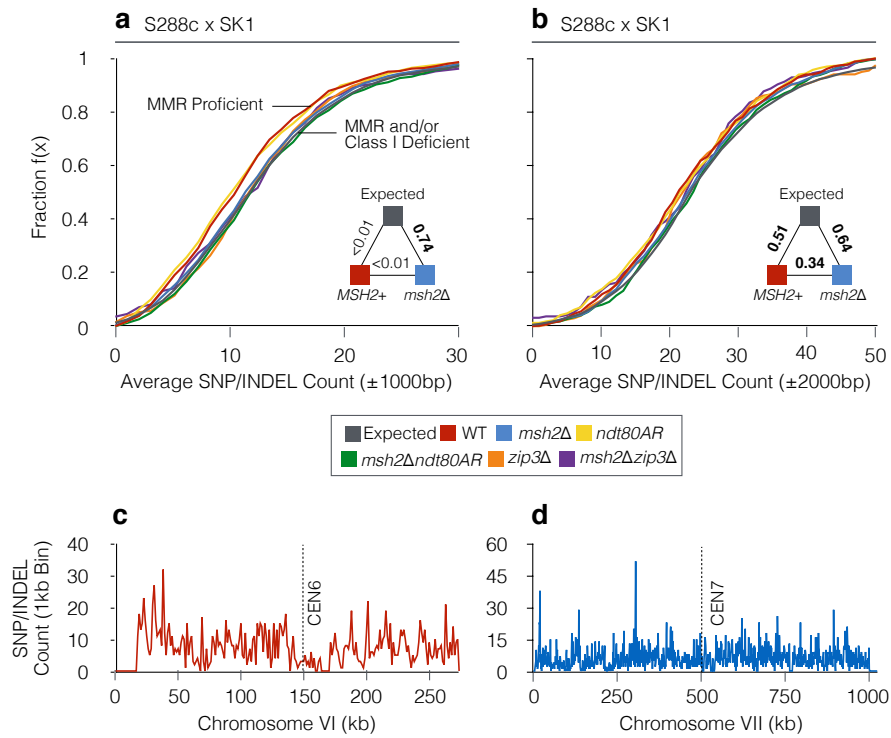 a
S288c x SK1
Fraction f(x)
1
0.8
0.6
0.4
0.2
0
MMR Proficient
MMR and/or
Class I Deficient
Expected
<0.01
0.74
<0.01
MSH2+
msh2Δ
0
10
20
30
Average SNP/INDEL Count (±1000bp)
b
S288c x SK1
Expected
0.51
0.64
0.34
MSH2+
msh2Δ
0
10
20
30
40
50
Average SNP/INDEL Count (±2000bp)
Expected WT msh2Δ ndt80AR
msh2Δndt80AR zip3Δ msh2Δzip3Δ
c
SNP/INDEL
Count (1kb Bin)
40
30
20
10
0
CEN6
0
50
100
150
200
250
Chromosome VI (kb)
d
60
45
30
15
0
CEN7
0
250
500
750
1000
Chromosome VII (kb)